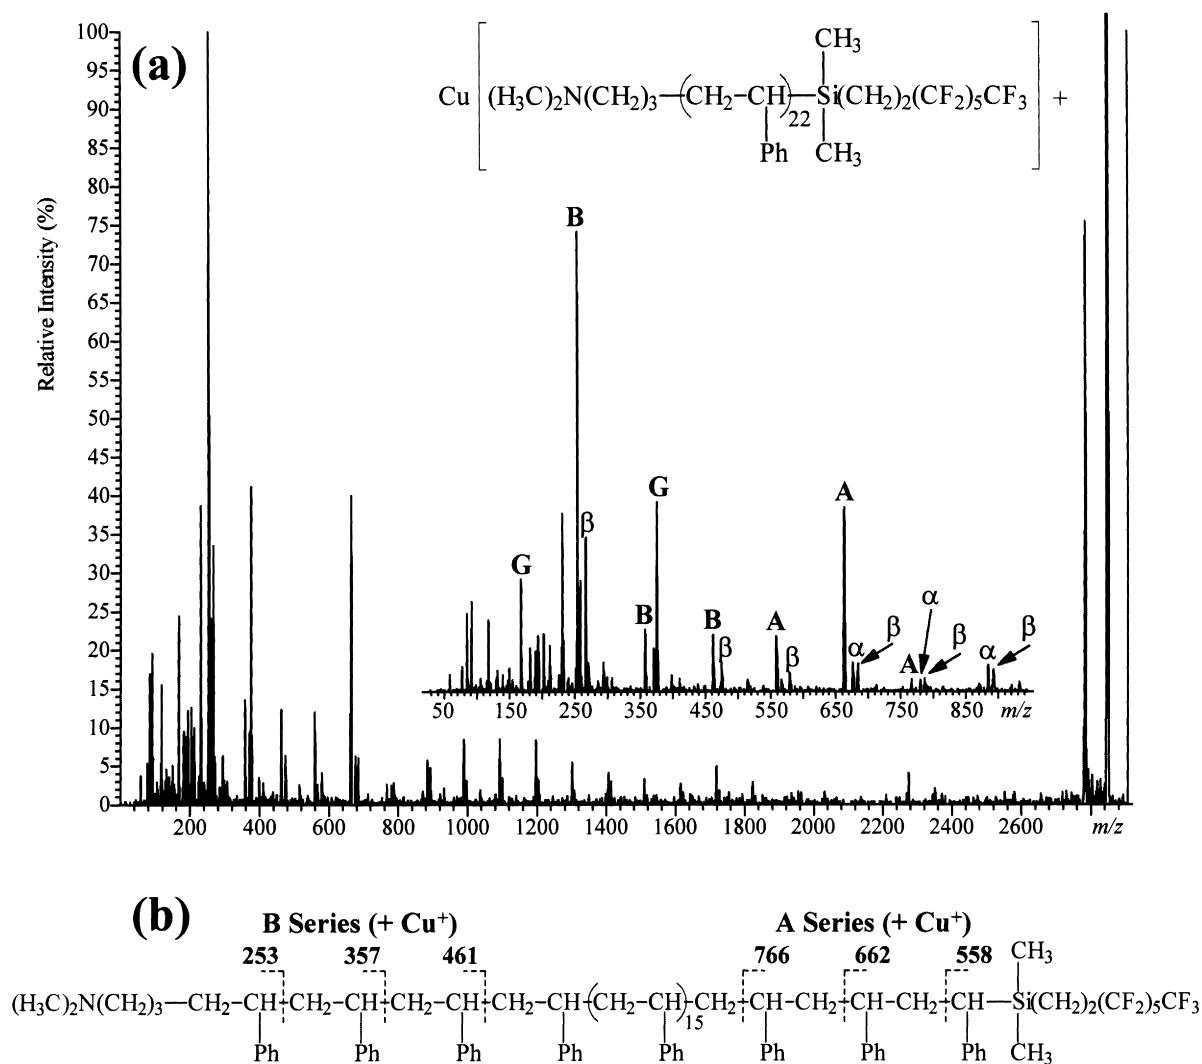 (a)
Relative Intensity (%)
100
95
90
85
80
75
70
65
60
55
50
45
40
35
30
25
20
15
10
5
0
CH3
Cu (H3C)2N(CH2)3 CH2 CH 22 Si(CH2)2(CF2)5CF3 +
Ph CH3
B
G
A
β
G
B
B
A
α
β
β
β
α
β
A
β
α
50 150 250 350 450 550 650 750 850 m/z
200 400 600 800 1000 1200 1400 1600 1800 2000 2200 2400 2600 m/z
(b)
B Series (+ Cu+)
A Series (+ Cu+)
253 357 461 766 662 558
CH3
(H3C)2N(CH2)3—CH2—CH—CH2—CH—CH2—CH—CH2—CH—(CH2—CH)15—CH2—CH—CH2—CH—CH2—CH—Si(CH2)2(CF2)5CF3
Ph Ph Ph Ph Ph Ph Ph Ph CH3